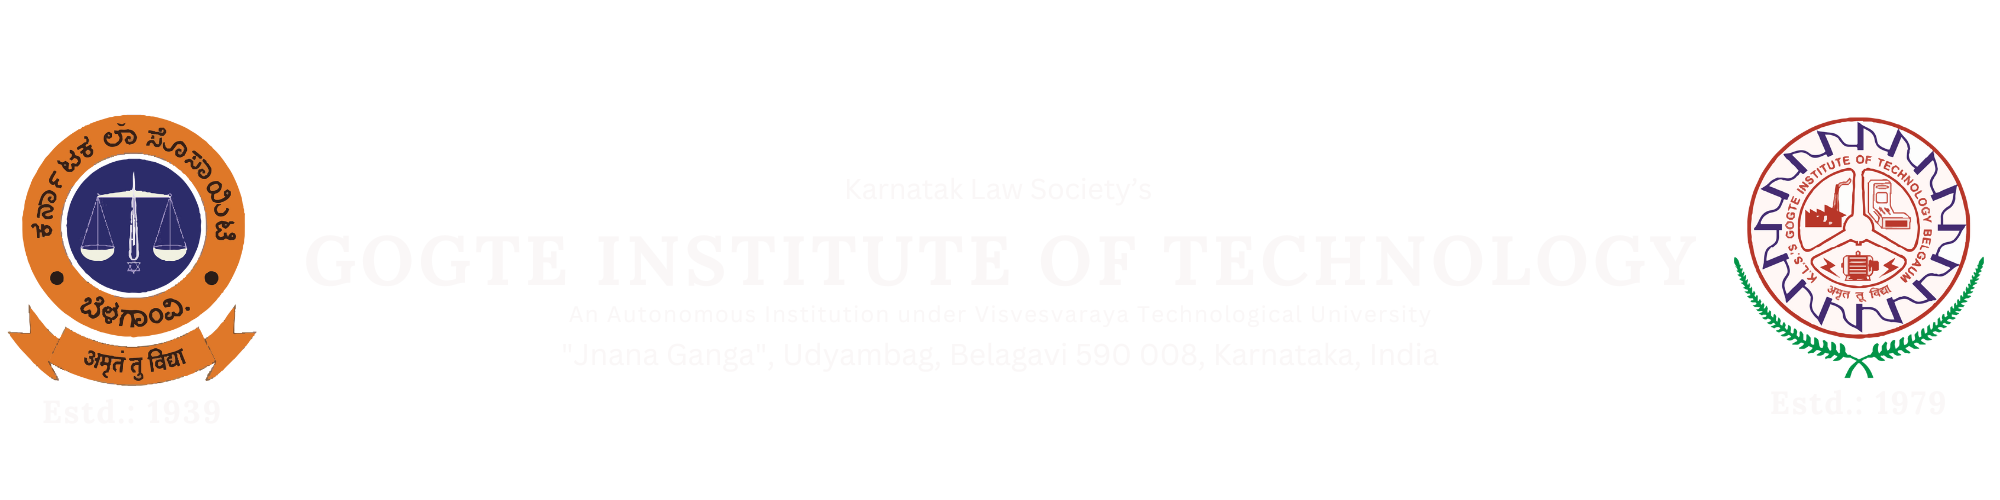 ಕರ್ನಾಟಕ ಲಾ ಸೊಸಾಯಿಟಿ
ಬೆಳಗಾಂವಿ.
अमृतं तु विद्या
Estd.: 1939
Karnatak Law Society's
GOGTE INSTITUTE OF TECHNOLOGY
An Autonomous Institution under Visvesvaraya Technological University
"Jnana Ganga", Udyambag, Belagavi 590 008, Karnataka, India
K.L.S.'S GOGTE INSTITUTE OF TECHNOLOGY BELGAUM
अमृत तू विद्या
Estd.: 1979